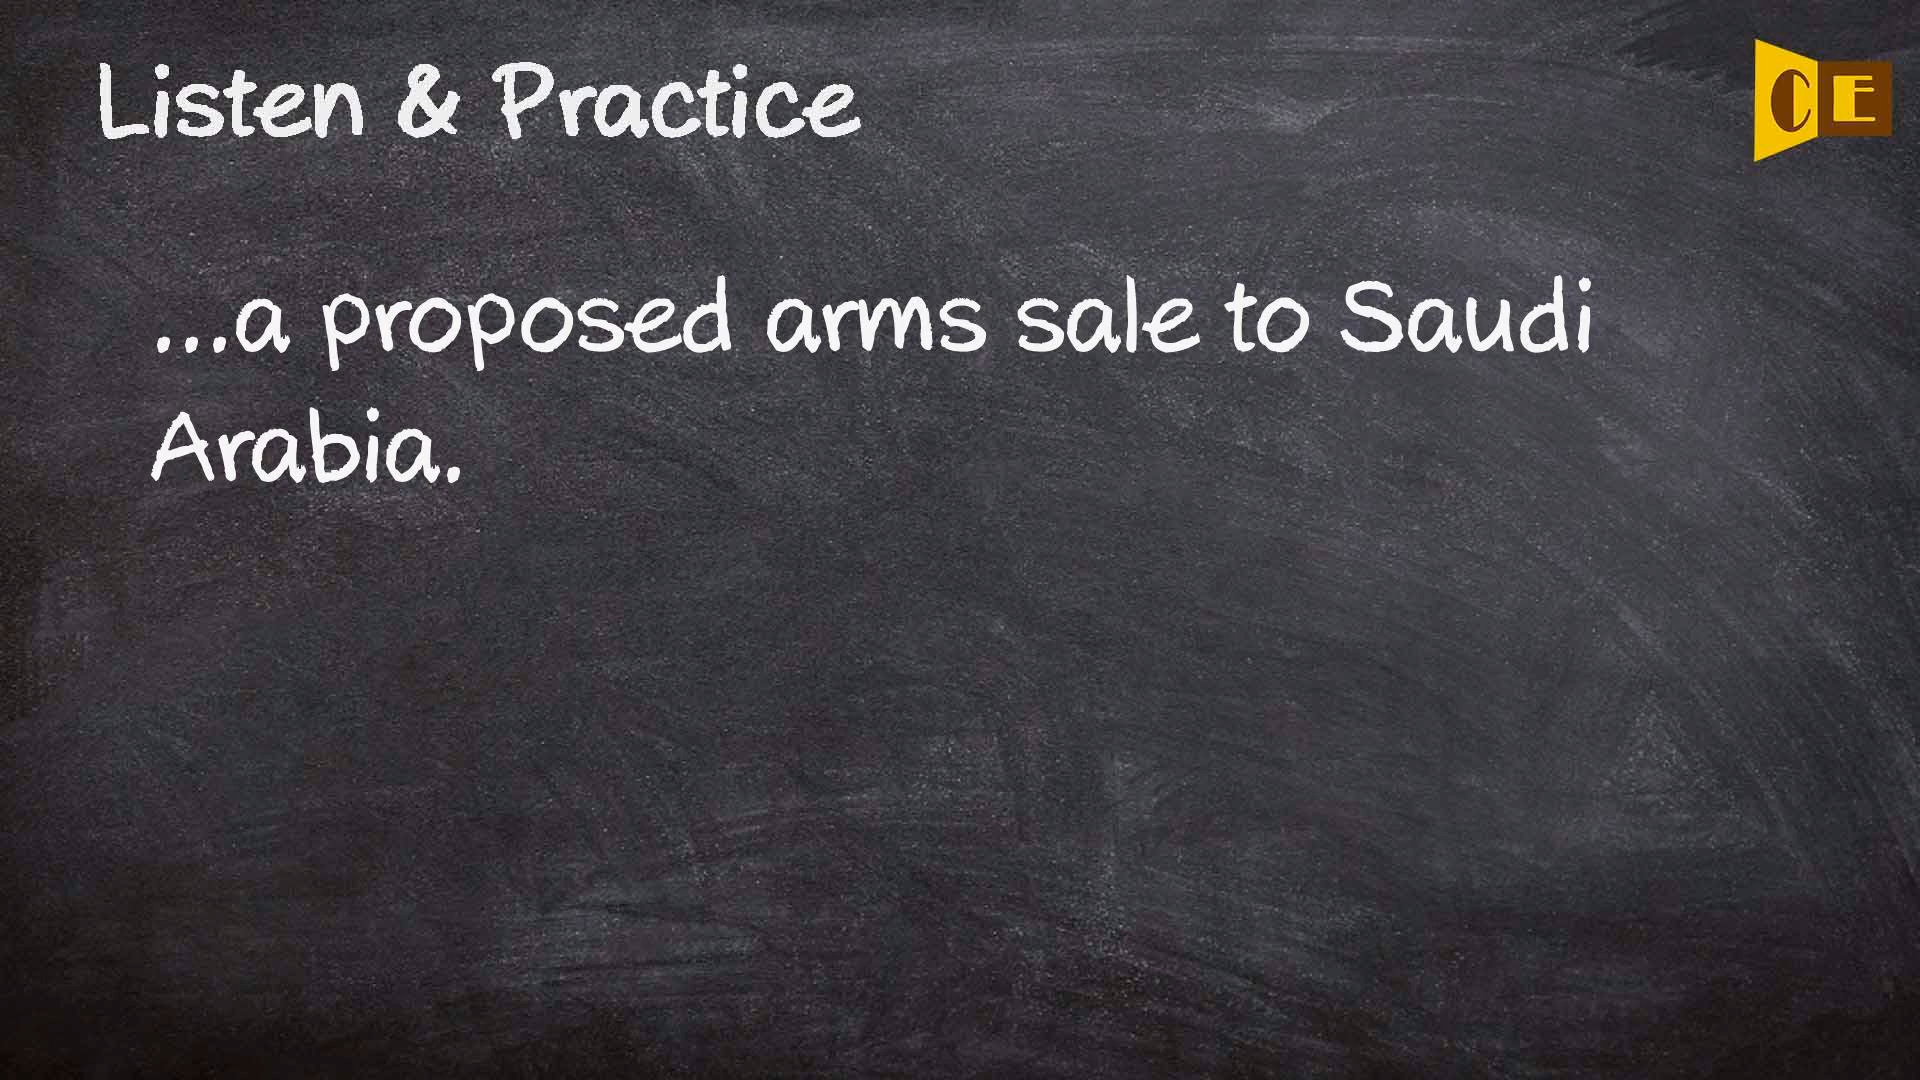 Listen & Practice
CE
...a proposed arms sale to Saudi
Arabia.